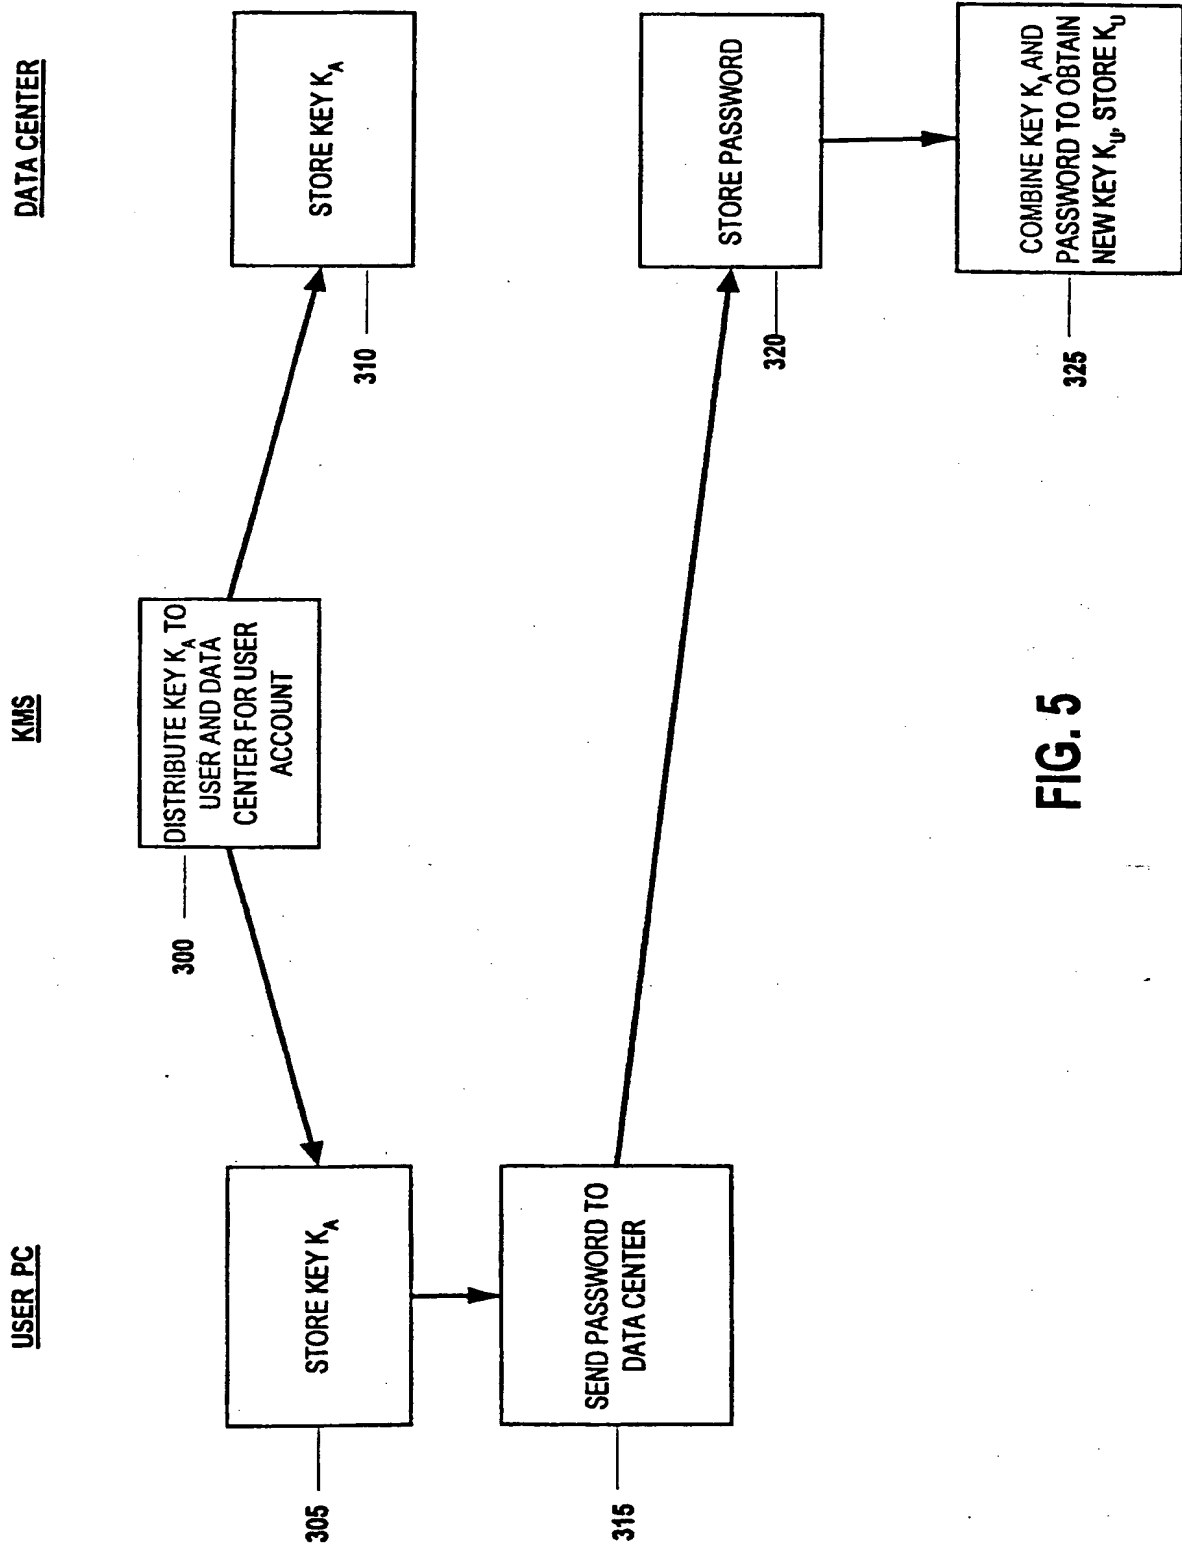 USER PC
KMS
DATA CENTER
300
DISTRIBUTE KEY K_A TO
USER AND DATA
CENTER FOR USER
ACCOUNT
305
STORE KEY K_A
310
STORE KEY K_A
315
SEND PASSWORD TO
DATA CENTER
320
STORE PASSWORD
325
COMBINE KEY K_A AND
PASSWORD TO OBTAIN
NEW KEY K_U, STORE K_U
FIG. 5